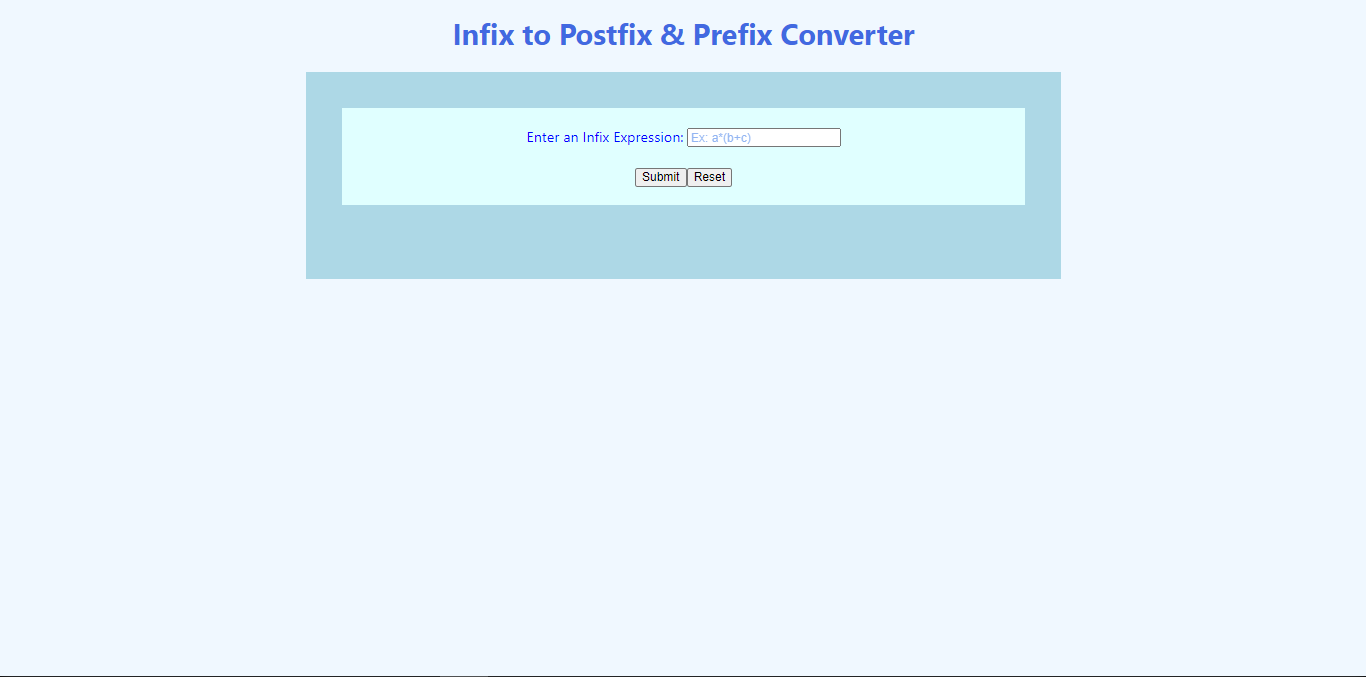 Infix to Postfix & Prefix Converter
Enter an Infix Expression: Ex: a*(b+c)
Submit Reset